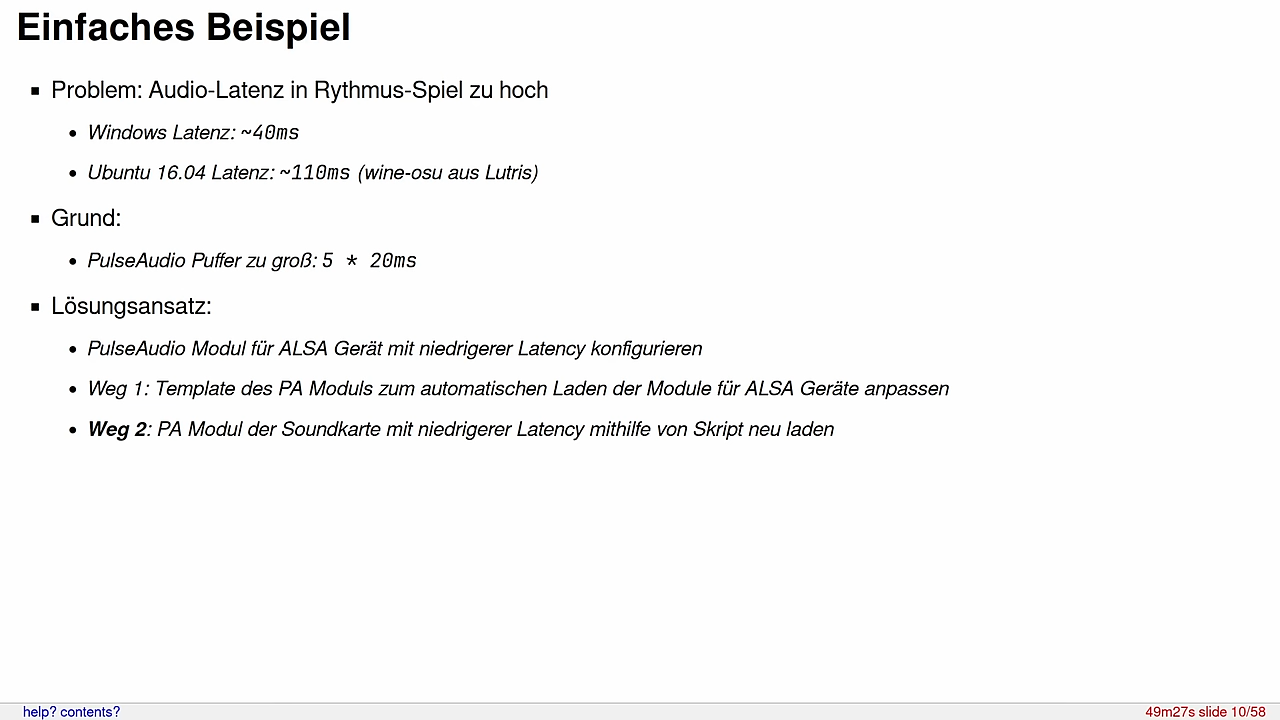 Einfaches Beispiel
Problem: Audio-Latenz in Rythmus-Spiel zu hoch
Windows Latenz: ~40ms
Ubuntu 16.04 Latenz: ~110ms (wine-osu aus Lutris)
Grund:
PulseAudio Puffer zu groß: 5 * 20ms
Lösungsansatz:
PulseAudio Modul für ALSA Gerät mit niedrigerer Latency konfigurieren
Weg 1: Template des PA Moduls zum automatischen Laden der Module für ALSA Geräte anpassen
Weg 2: PA Modul der Soundkarte mit niedrigerer Latency mithilfe von Skript neu laden
help? contents? 49m27s slide 10/58